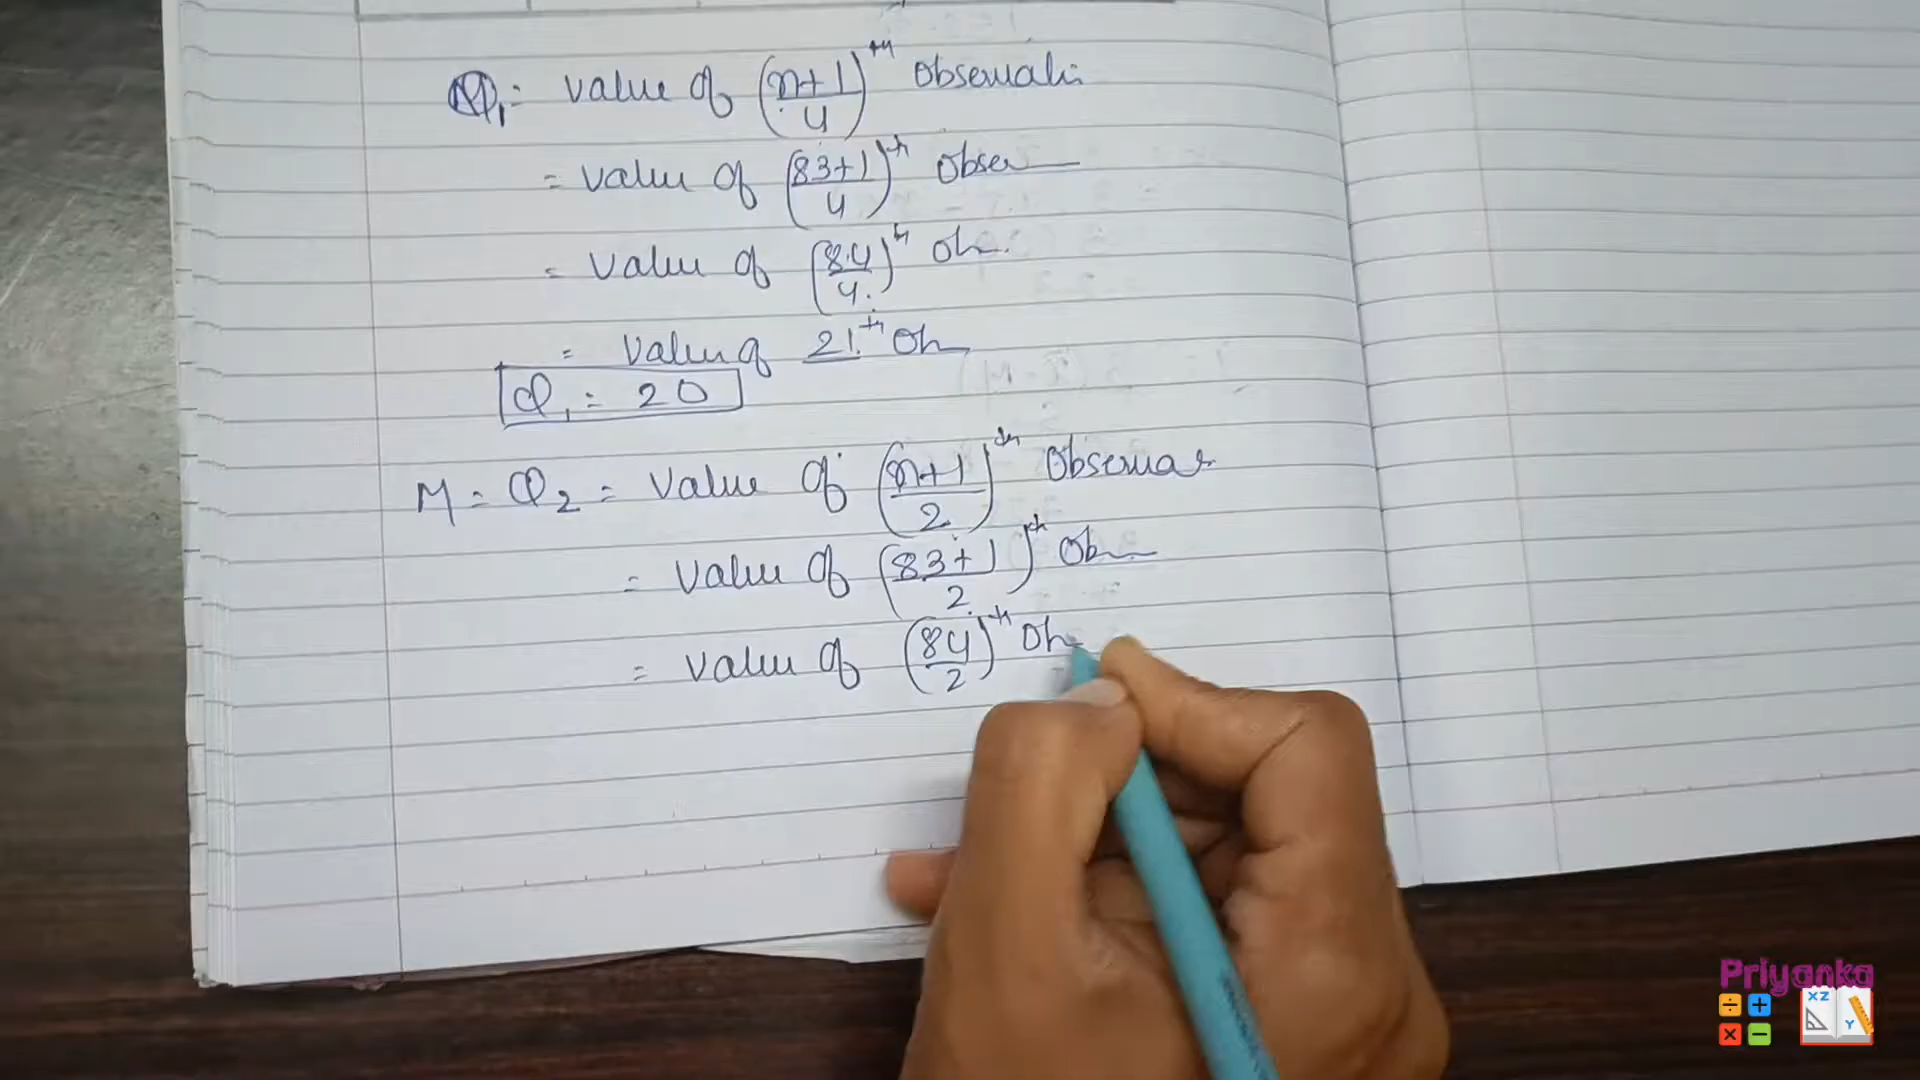 Q₁ = value of (n+1/4)th Observati
= value of (83+1/4)th Obser
= value of (84/4)th Ob
= value of 21th Ob
Q₁ = 20
M = Q₂ = value of (n+1/2)th Observat
= value of (83+1/2)th Ob
= value of (84/2)th Ob
Priyanka
÷ + XZ
× − Y